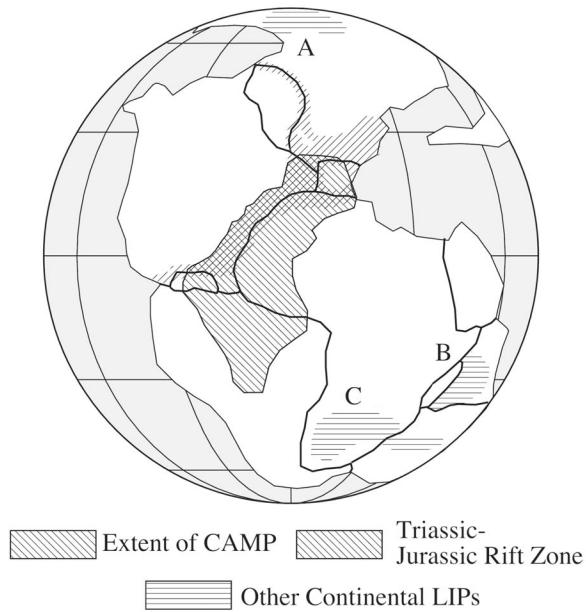 A
B
C
Extent of CAMP
Triassic-
Jurassic Rift Zone
Other Continental LIPs